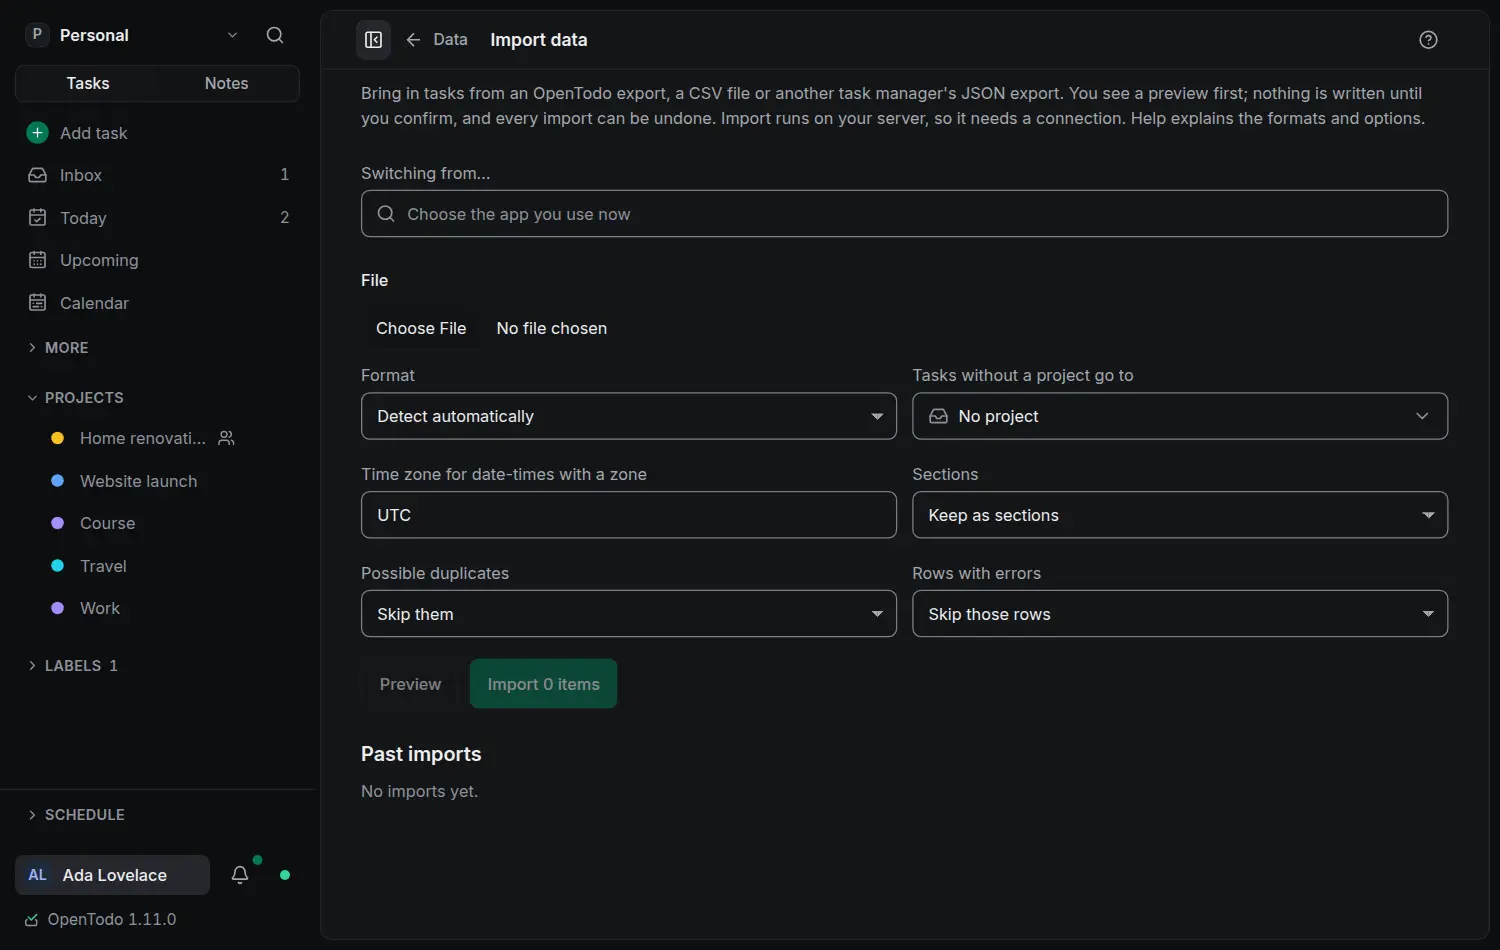 P Personal
Tasks Notes
Add task
Inbox 1
Today 2
Upcoming
Calendar
MORE
PROJECTS
Home renovati...
Website launch
Course
Travel
Work
LABELS 1
SCHEDULE
AL Ada Lovelace
OpenTodo 1.11.0
Data Import data
Bring in tasks from an OpenTodo export, a CSV file or another task manager's JSON export. You see a preview first; nothing is written until
you confirm, and every import can be undone. Import runs on your server, so it needs a connection. Help explains the formats and options.
Switching from...
Choose the app you use now
File
Choose File No file chosen
Format
Detect automatically
Tasks without a project go to
No project
Time zone for date-times with a zone
UTC
Sections
Keep as sections
Possible duplicates
Skip them
Rows with errors
Skip those rows
Preview Import 0 items
Past imports
No imports yet.